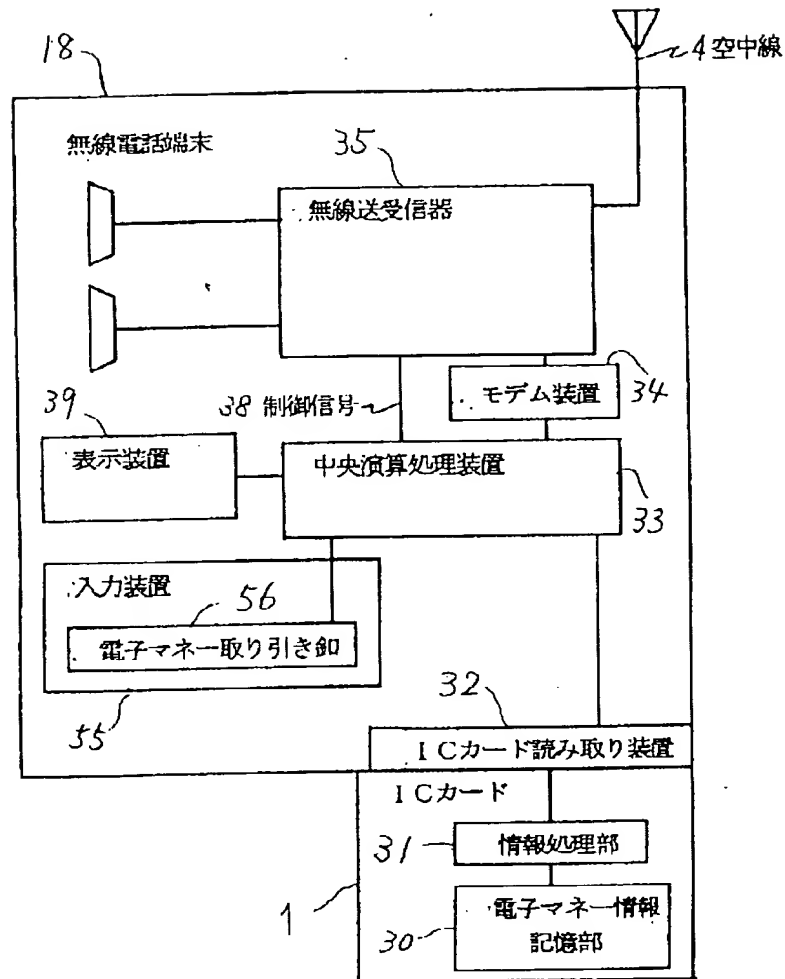 18
4 空中線
無線電話端末
35
無線送受信器
39
38 制御信号
モデム装置 34
表示装置
中央演算処理装置
33
入力装置
56
電子マネー取り引き釦
55
32
ICカード読み取り装置
ICカード
31 情報処理部
1
30 電子マネー情報
記憶部